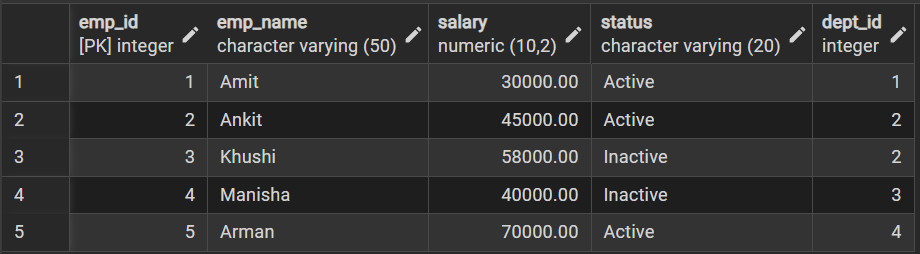 emp_id emp_name salary status dept_id
[PK] integer character varying (50) numeric (10,2) character varying (20) integer
1 1 Amit 30000.00 Active 1
2 2 Ankit 45000.00 Active 2
3 3 Khushi 58000.00 Inactive 2
4 4 Manisha 40000.00 Inactive 3
5 5 Arman 70000.00 Active 4